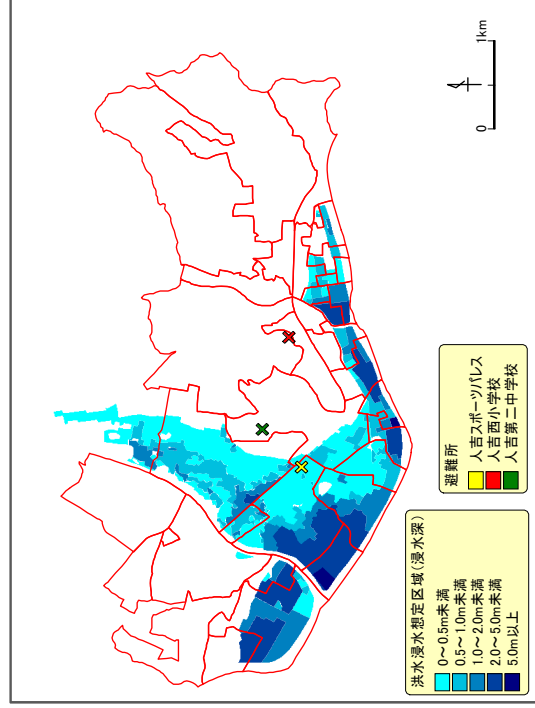 0
1km
避難所
人吉スポーツパレス
人吉西小学校
人吉第二中学校
洪水浸水想定区域(浸水深)
0～0.5m未満
0.5～1.0m未満
1.0～2.0m未満
2.0～5.0m未満
5.0m以上